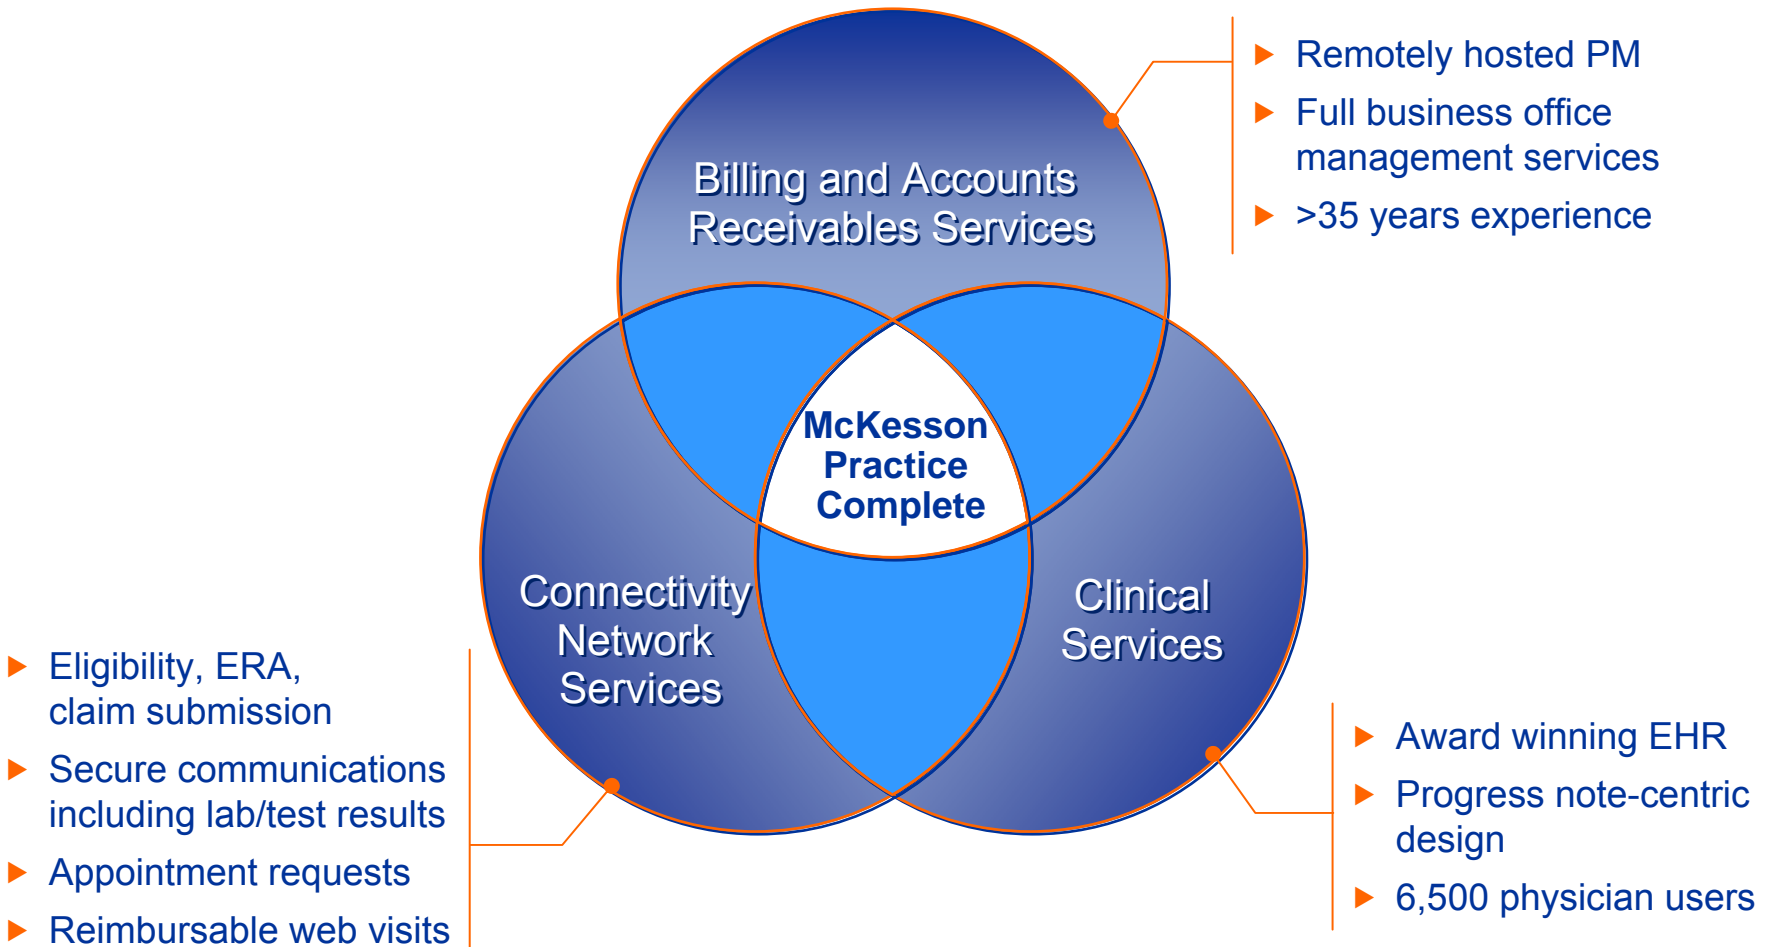 Remotely hosted PM
Full business office
management services
>35 years experience
Billing and Accounts
Receivables Services
McKesson
Practice
Complete
Connectivity
Network
Services
Clinical
Services
Eligibility, ERA,
claim submission
Secure communications
including lab/test results
Appointment requests
Reimbursable web visits
Award winning EHR
Progress note-centric
design
6,500 physician users